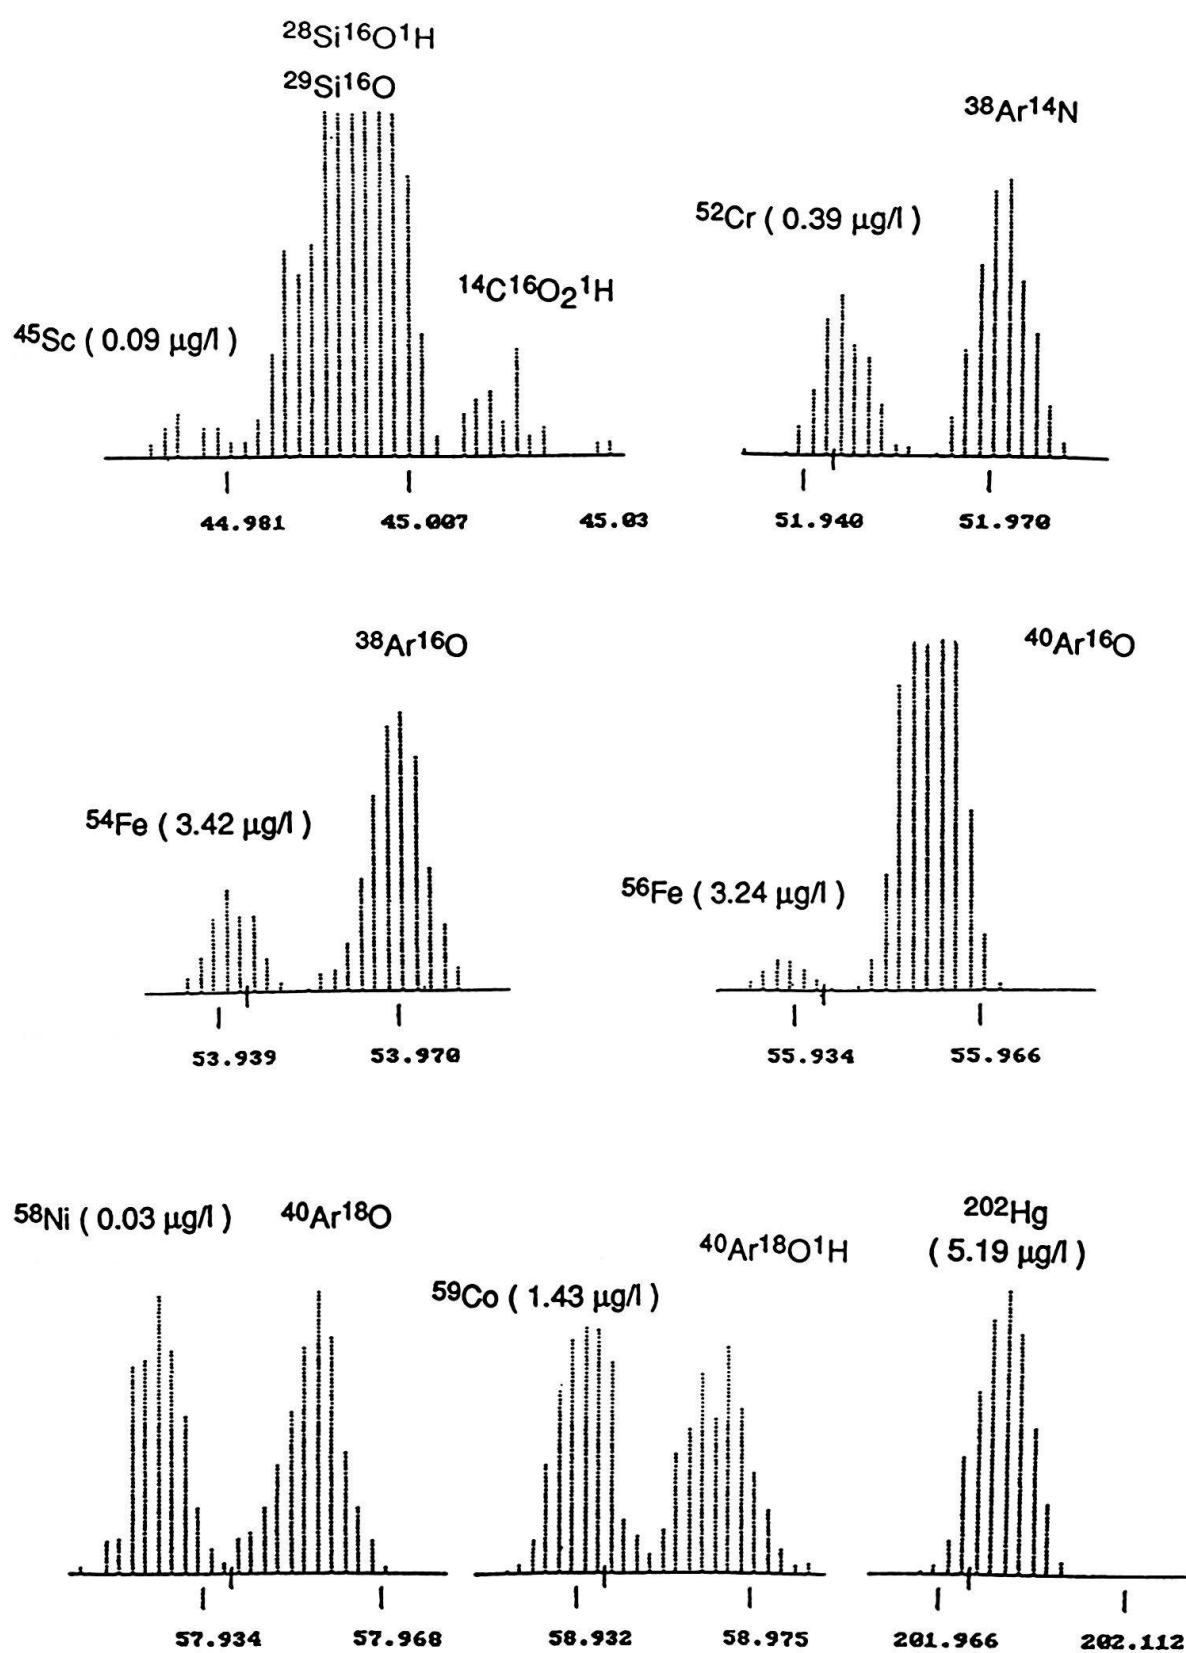 ²⁸Si¹⁶O¹H
²⁹Si¹⁶O
³⁸Ar¹⁴N
⁵²Cr ( 0.39 µg/l )
¹⁴C¹⁶O₂¹H
⁴⁵Sc ( 0.09 µg/l )
44.981 45.007 45.03
51.940 51.970
³⁸Ar¹⁶O
⁴⁰Ar¹⁶O
⁵⁴Fe ( 3.42 µg/l )
⁵⁶Fe ( 3.24 µg/l )
53.939 53.970
55.934 55.966
⁵⁸Ni ( 0.03 µg/l ) ⁴⁰Ar¹⁸O
⁴⁰Ar¹⁸O¹H
²⁰²Hg
( 5.19 µg/l )
⁵⁹Co ( 1.43 µg/l )
57.934 57.968
58.932 58.975
201.966 202.112